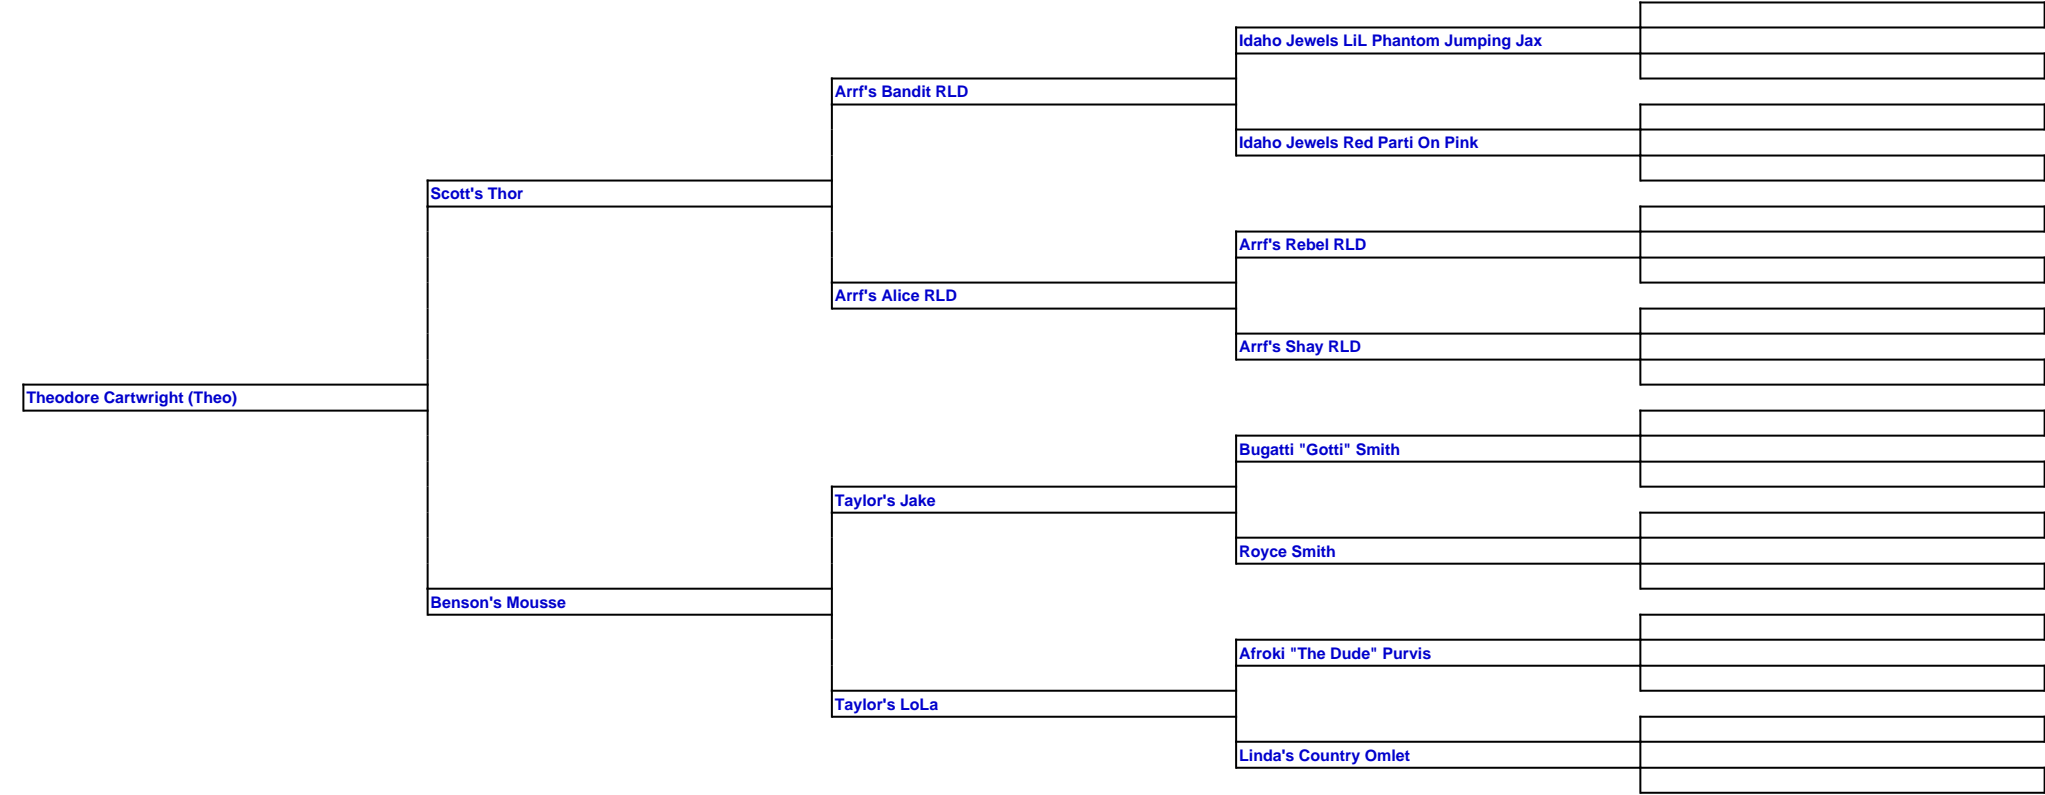 Idaho Jewels LiL Phantom Jumping Jax
Arrf's Bandit RLD
Idaho Jewels Red Parti On Pink
Scott's Thor
Arrf's Rebel RLD
Arrf's Alice RLD
Arrf's Shay RLD
Theodore Cartwright (Theo)
Bugatti "Gotti" Smith
Taylor's Jake
Royce Smith
Benson's Mousse
Afroki "The Dude" Purvis
Taylor's LoLa
Linda's Country Omlet